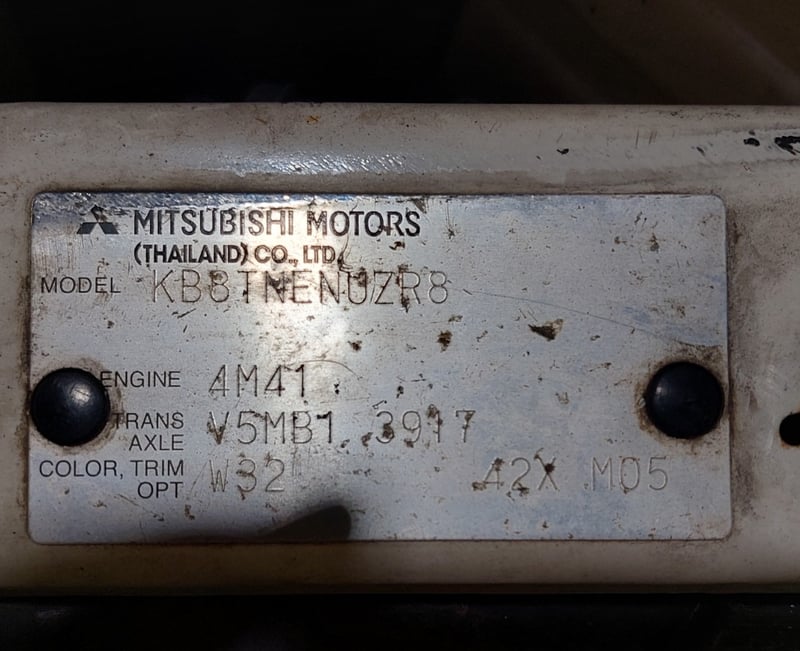 MITSUBISHI MOTORS
(THAILAND) CO., LTD.
MODEL KB8TNENUZR8
ENGINE 4M41
TRANS AXLE V5MB1 3917
COLOR, TRIM OPT W32 42X M05